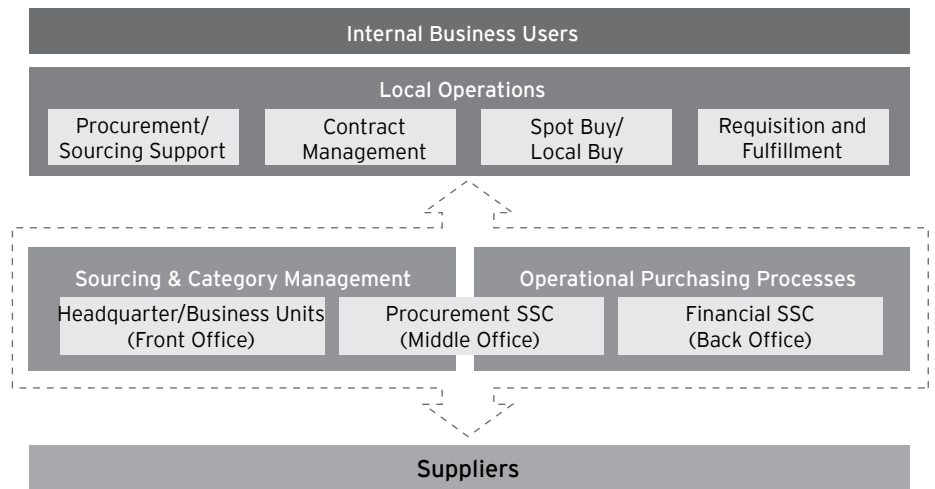 Internal Business Users
Local Operations
Procurement/
Sourcing Support
Contract
Management
Spot Buy/
Local Buy
Requisition and
Fulfillment
Sourcing & Category Management
Operational Purchasing Processes
Headquarter/Business Units
(Front Office)
Procurement SSC
(Middle Office)
Financial SSC
(Back Office)
Suppliers